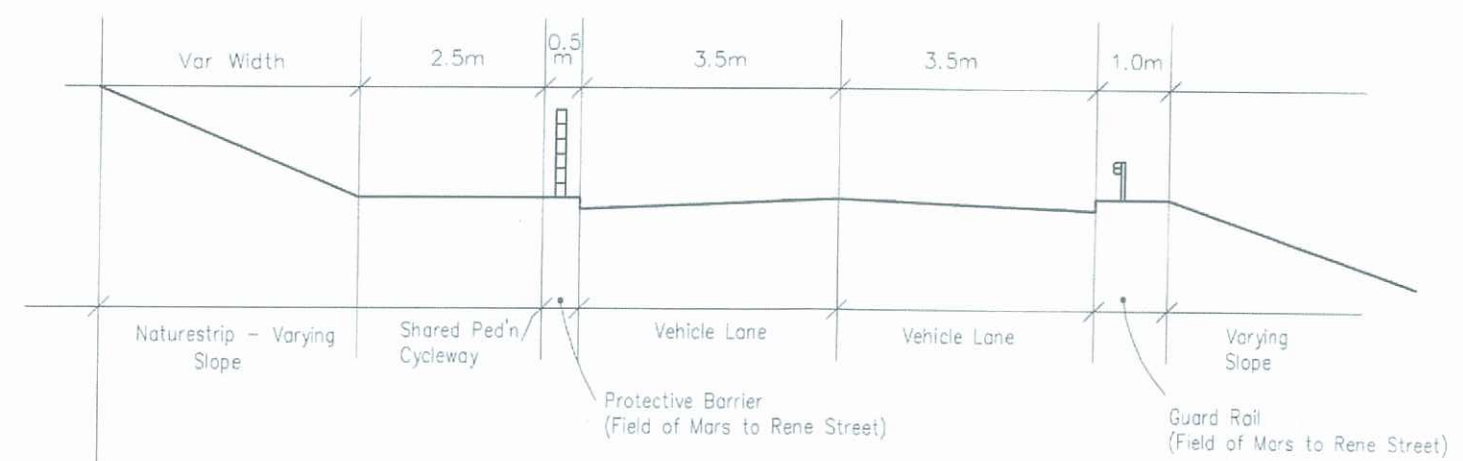 Var Width
2.5m
0.5
m
3.5m
3.5m
1.0m
Naturestrip - Varying
Slope
Shared Ped'n/
Cycleway
Vehicle Lane
Vehicle Lane
Varying
Slope
Protective Barrier
(Field of Mars to Rene Street)
Guard Rail
(Field of Mars to Rene Street)